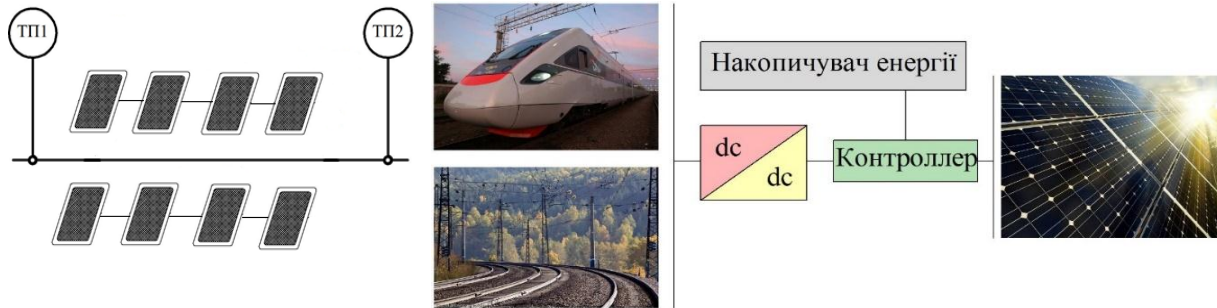 ТП1
ТП2
Накопичувач енергії
dc
dc
Контроллер